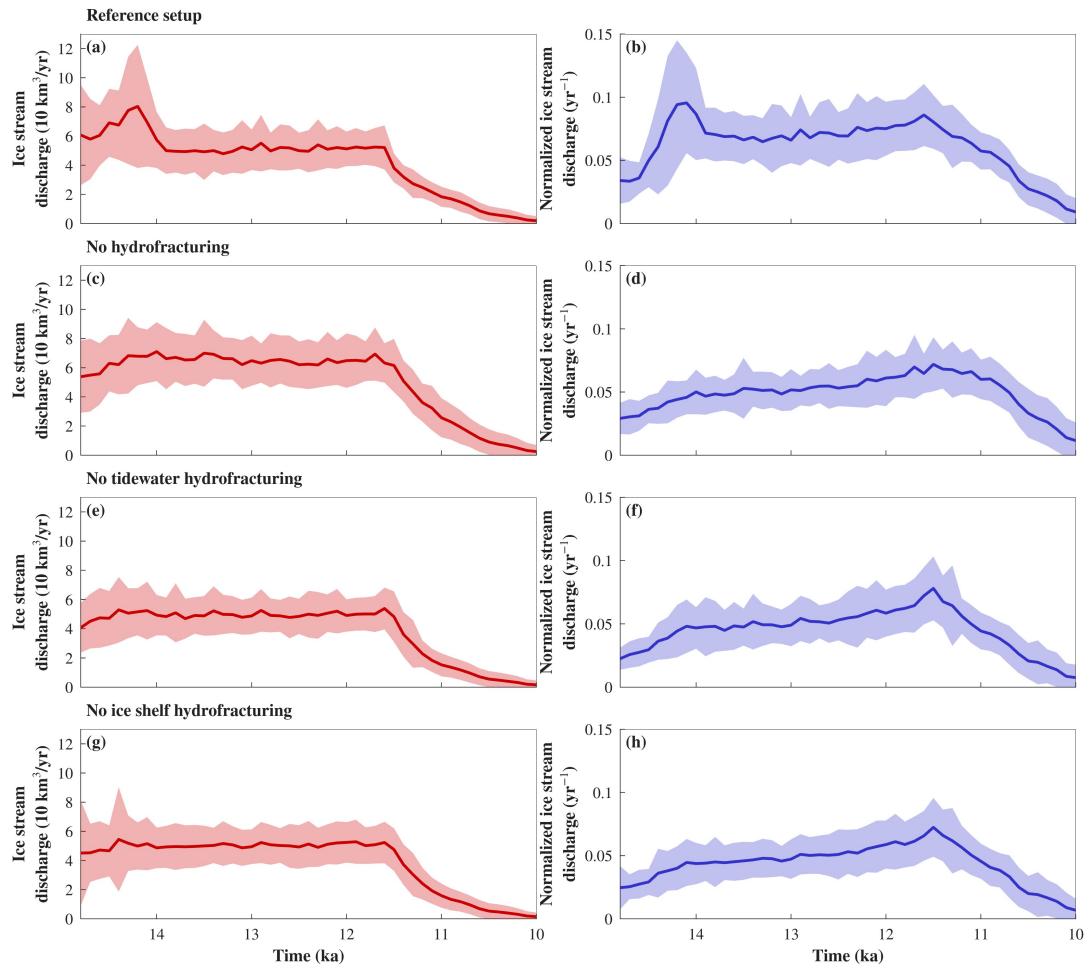 Reference setup
(a)
Ice stream
discharge (10 km³/yr)
12
10
8
6
4
2
0
(b)
Normalized ice stream
discharge (yr⁻¹)
0.15
0.1
0.05
0
No hydrofracturing
(c)
Ice stream
discharge (10 km³/yr)
12
10
8
6
4
2
0
(d)
Normalized ice stream
discharge (yr⁻¹)
0.15
0.1
0.05
0
No tidewater hydrofracturing
(e)
Ice stream
discharge (10 km³/yr)
12
10
8
6
4
2
0
(f)
Normalized ice stream
discharge (yr⁻¹)
0.15
0.1
0.05
0
No ice shelf hydrofracturing
(g)
Ice stream
discharge (10 km³/yr)
12
10
8
6
4
2
0
(h)
Normalized ice stream
discharge (yr⁻¹)
0.15
0.1
0.05
0
14 13 12 11 10
Time (ka)
14 13 12 11 10
Time (ka)